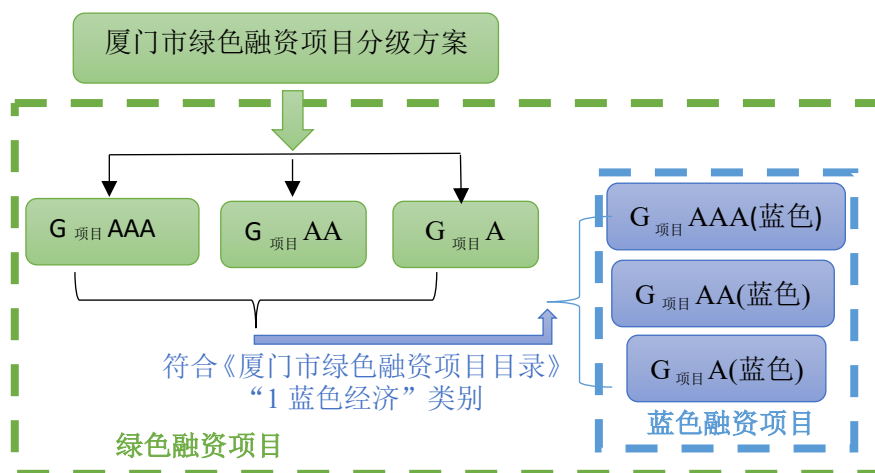 厦门市绿色融资项目分级方案
G 项目 AAA
G 项目 AA
G 项目 A
G 项目 AAA(蓝色)
G 项目 AA(蓝色)
G 项目 A(蓝色)
符合《厦门市绿色融资项目目录》
“1 蓝色经济”类别
绿色融资项目
蓝色融资项目